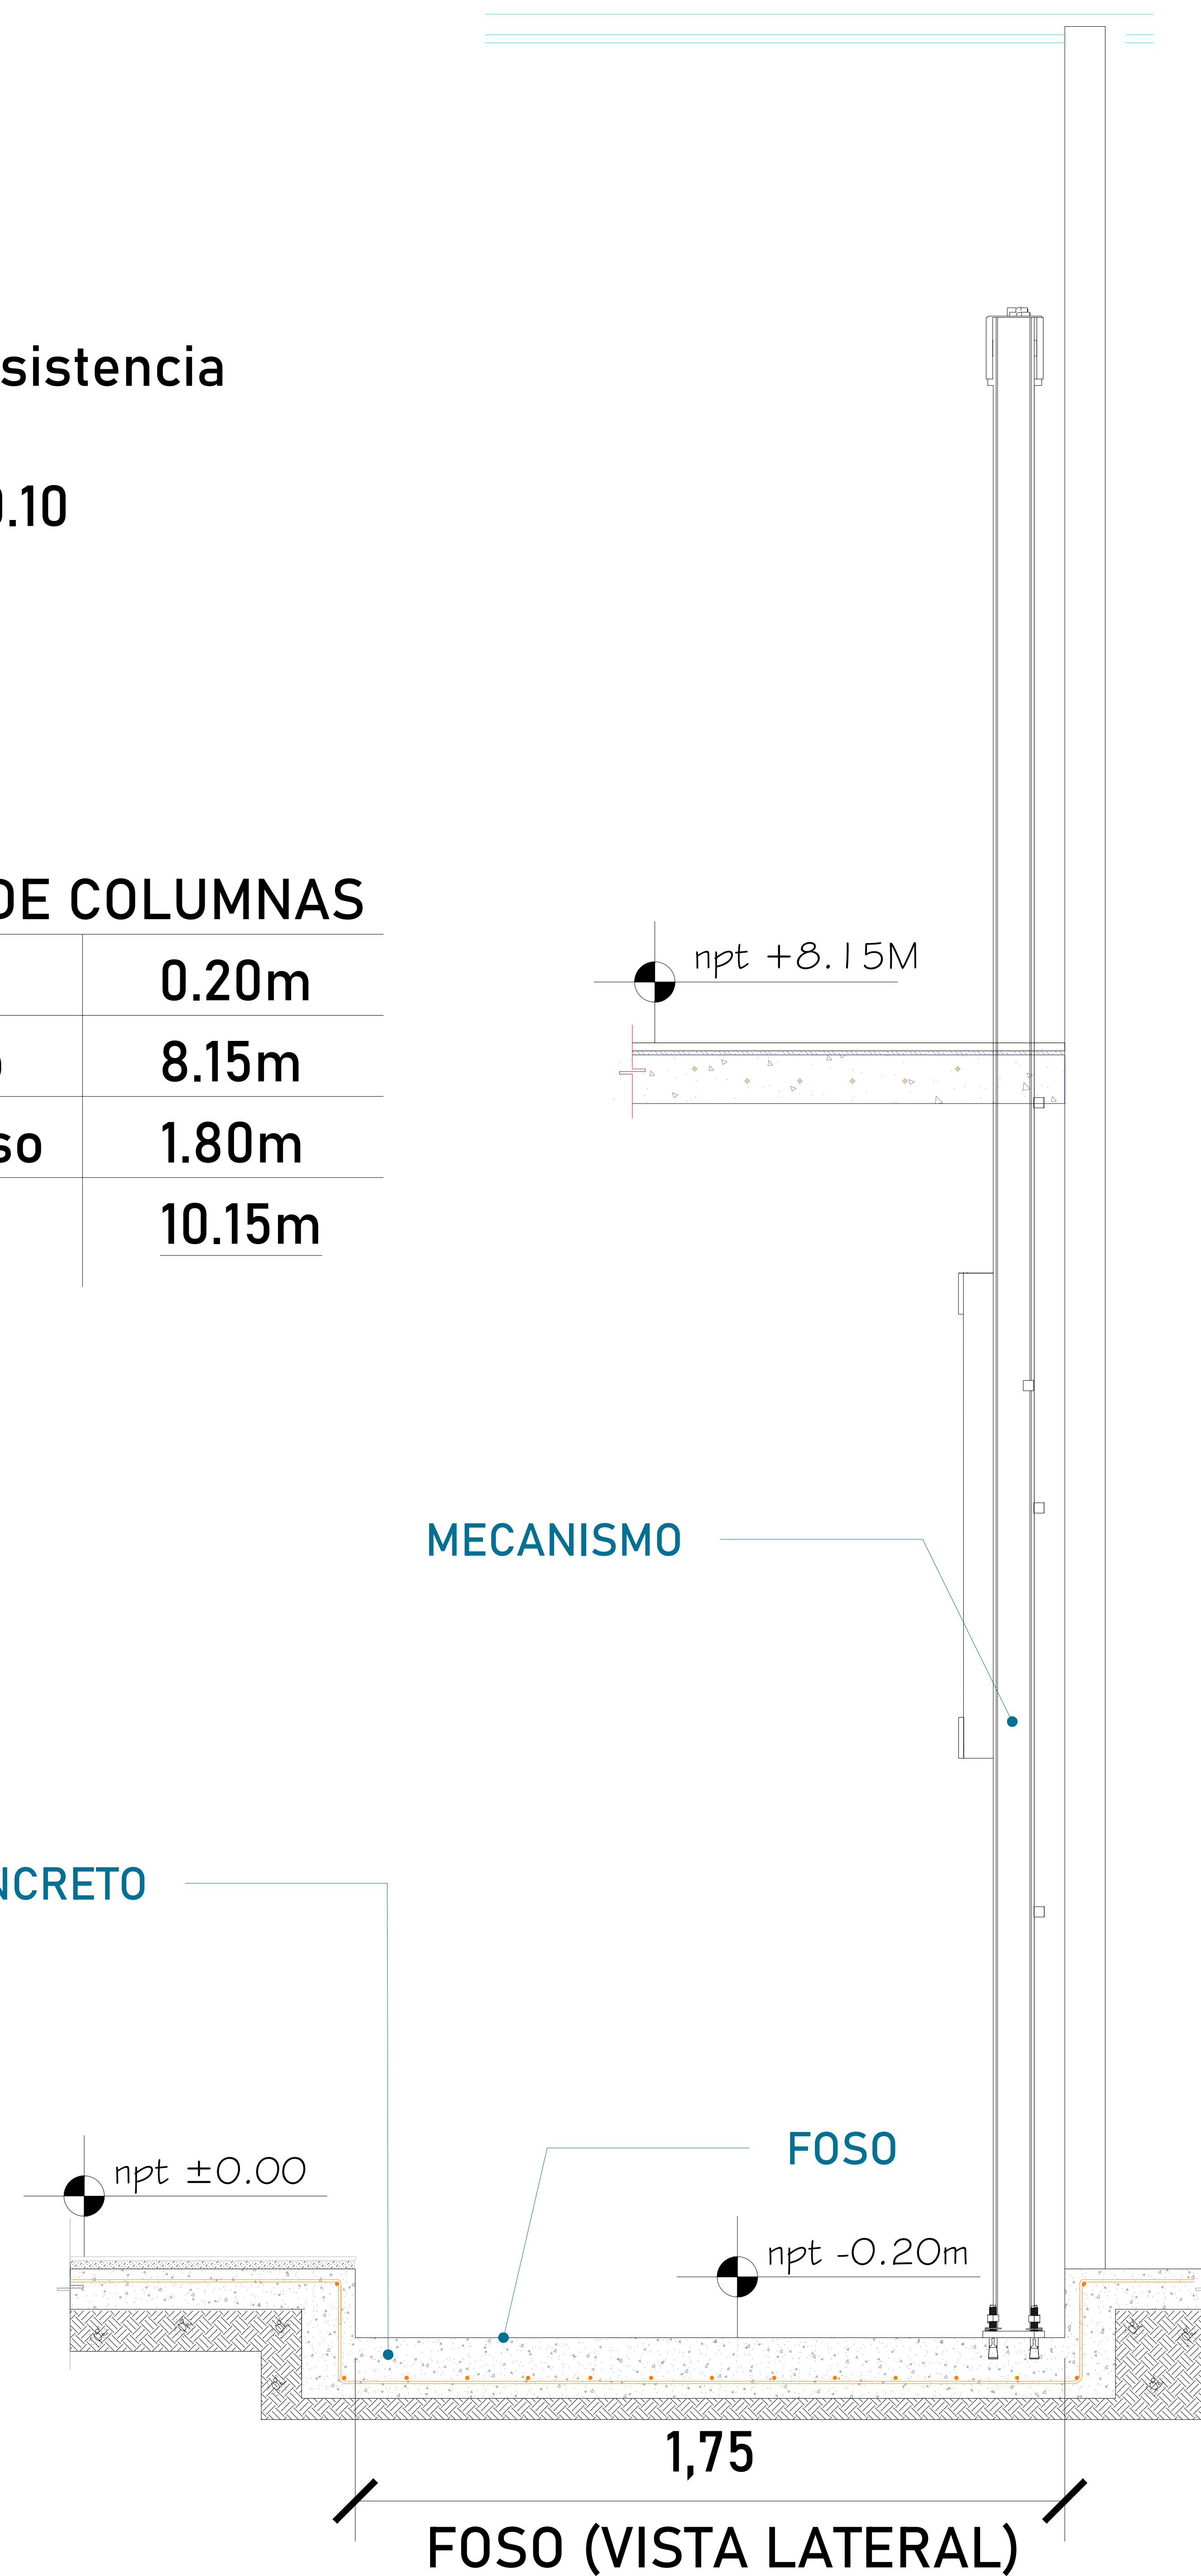 sistencia
0.10
DE COLUMNAS
0.20m
o 8.15m
so 1.80m
10.15m
npt +8.15M
MECANISMO
NCRETO
FOSO
npt ±0.00
npt -0.20m
1,75
FOSO (VISTA LATERAL)